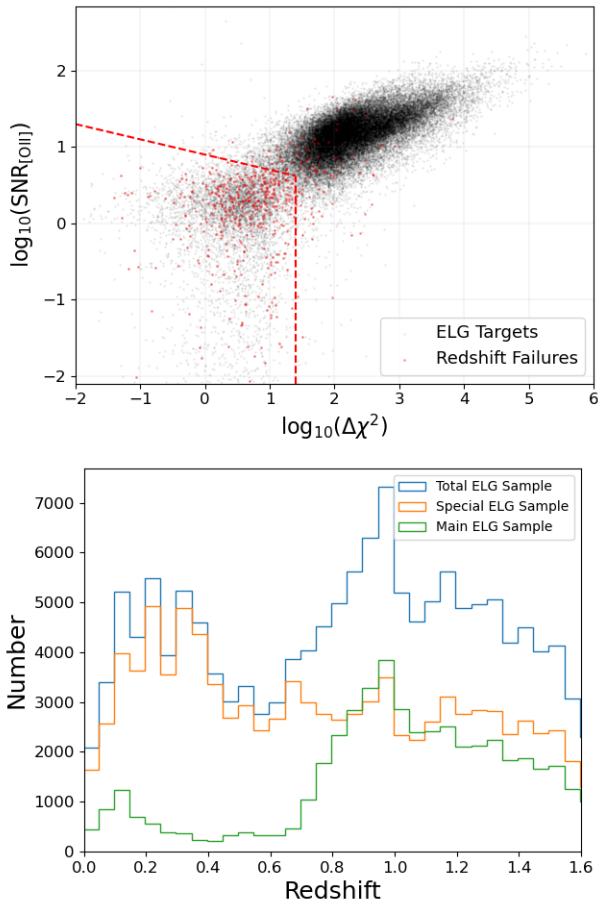 2
1
0
−1
−2
log₁₀(SNR[OII])
ELG Targets
Redshift Failures
−2 −1 0 1 2 3 4 5 6
log₁₀(Δχ²)
7000
6000
5000
4000
3000
2000
1000
0
Number
Total ELG Sample
Special ELG Sample
Main ELG Sample
0.0 0.2 0.4 0.6 0.8 1.0 1.2 1.4 1.6
Redshift